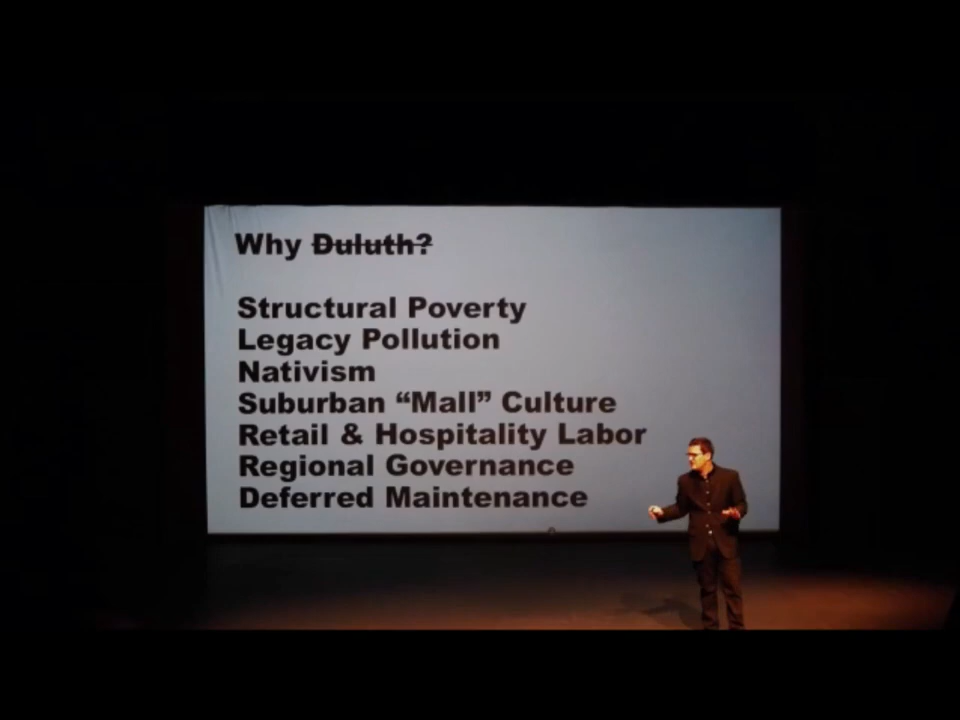 Why Duluth?
Structural Poverty
Legacy Pollution
Nativism
Suburban “Mall” Culture
Retail & Hospitality Labor
Regional Governance
Deferred Maintenance